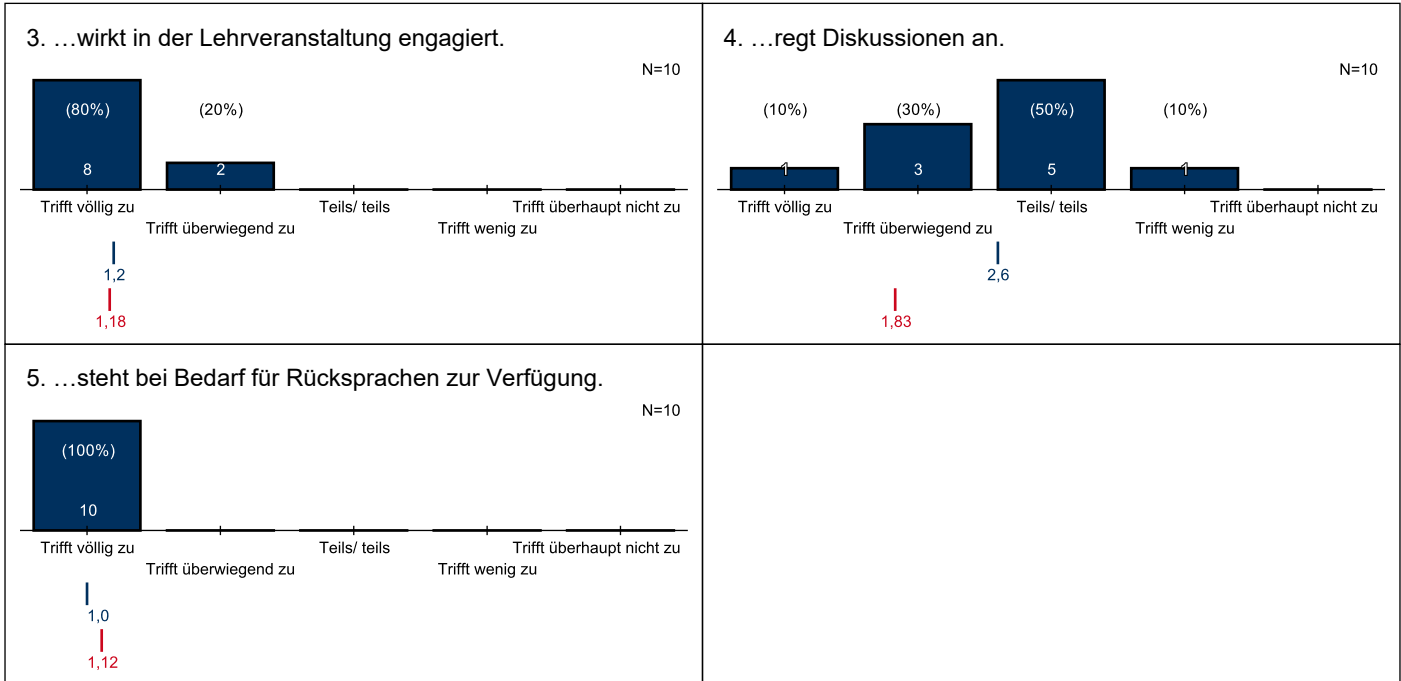 3. …wirkt in der Lehrveranstaltung engagiert.
N=10
(80%) (20%)
8 2
Trifft völlig zu Teils/ teils Trifft überhaupt nicht zu
Trifft überwiegend zu Trifft wenig zu
1,2
1,18
4. …regt Diskussionen an.
N=10
(10%) (30%) (50%) (10%)
1 3 5 1
Trifft völlig zu Teils/ teils Trifft überhaupt nicht zu
Trifft überwiegend zu Trifft wenig zu
2,6
1,83
5. …steht bei Bedarf für Rücksprachen zur Verfügung.
N=10
(100%)
10
Trifft völlig zu Teils/ teils Trifft überhaupt nicht zu
Trifft überwiegend zu Trifft wenig zu
1,0
1,12